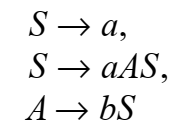 S → a,
S → aAS,
A → bS